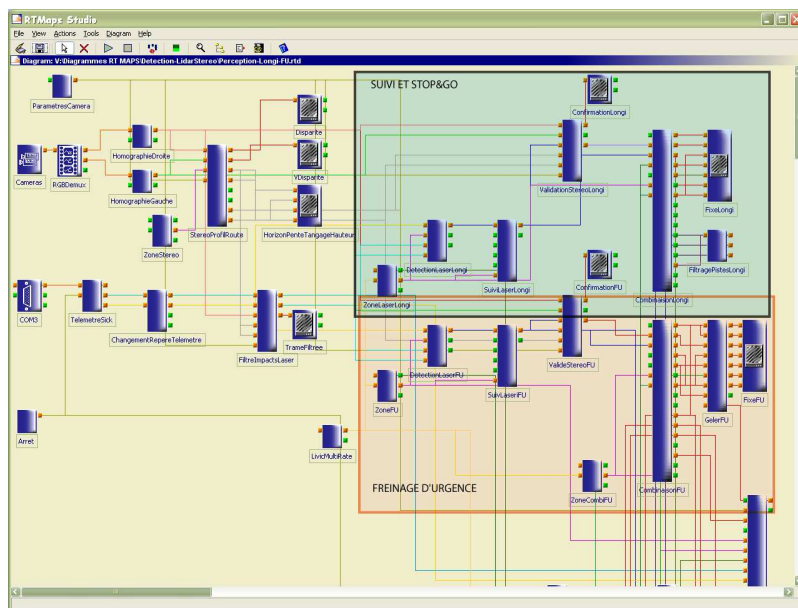 RTMaps Studio
File View Actions Tools Diagram Help
Diagram: V:\Diagrammes RT MAPS\Detection-LidarStereo\Perception-Longi-FU.rtd
SUIVI ET STOP&GO
ParametresCamera
ConfirmationLongi
Disparite
HomographieDroite
Cameras
RGBDemux
VDisparite
ValidationStereoLongi
HomographieGauche
FixeLongi
ZoneStereo
StereoProfilRoute
HorizonPenteTangageHauteur
DetectionLaserLongi
ConfirmationFU
FiltragePistesLongi
SuiviLaserLongi
ZoneLaserLongi
CombinaisonLongi
COM3
TelemetreSick
ChangementRepereTelemetre
TrameFiltree
FiltreImpactsLaser
DetectionLaserFU
ValideStereoFU
SuiviLaserFU
FixeFU
ZoneFU
GelerFU
Arret
LivicMultiRate
FREINAGE D'URGENCE
CombinaisonFU
ZoneCombiFU